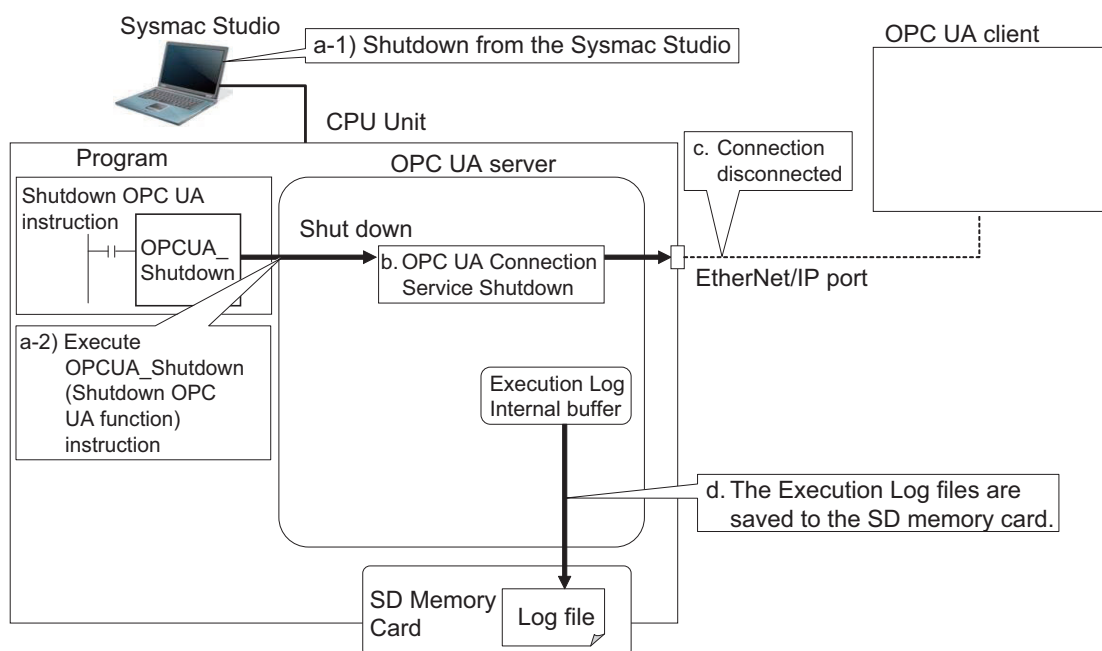 Sysmac Studio
a-1) Shutdown from the Sysmac Studio
OPC UA client
CPU Unit
Program
OPC UA server
c. Connection
disconnected
Shutdown OPC UA
instruction
OPCUA_
Shutdown
Shut down
b. OPC UA Connection
Service Shutdown
EtherNet/IP port
a-2) Execute
OPCUA_Shutdown
(Shutdown OPC
UA function)
instruction
Execution Log
Internal buffer
d. The Execution Log files are
saved to the SD memory card.
SD Memory
Card
Log file